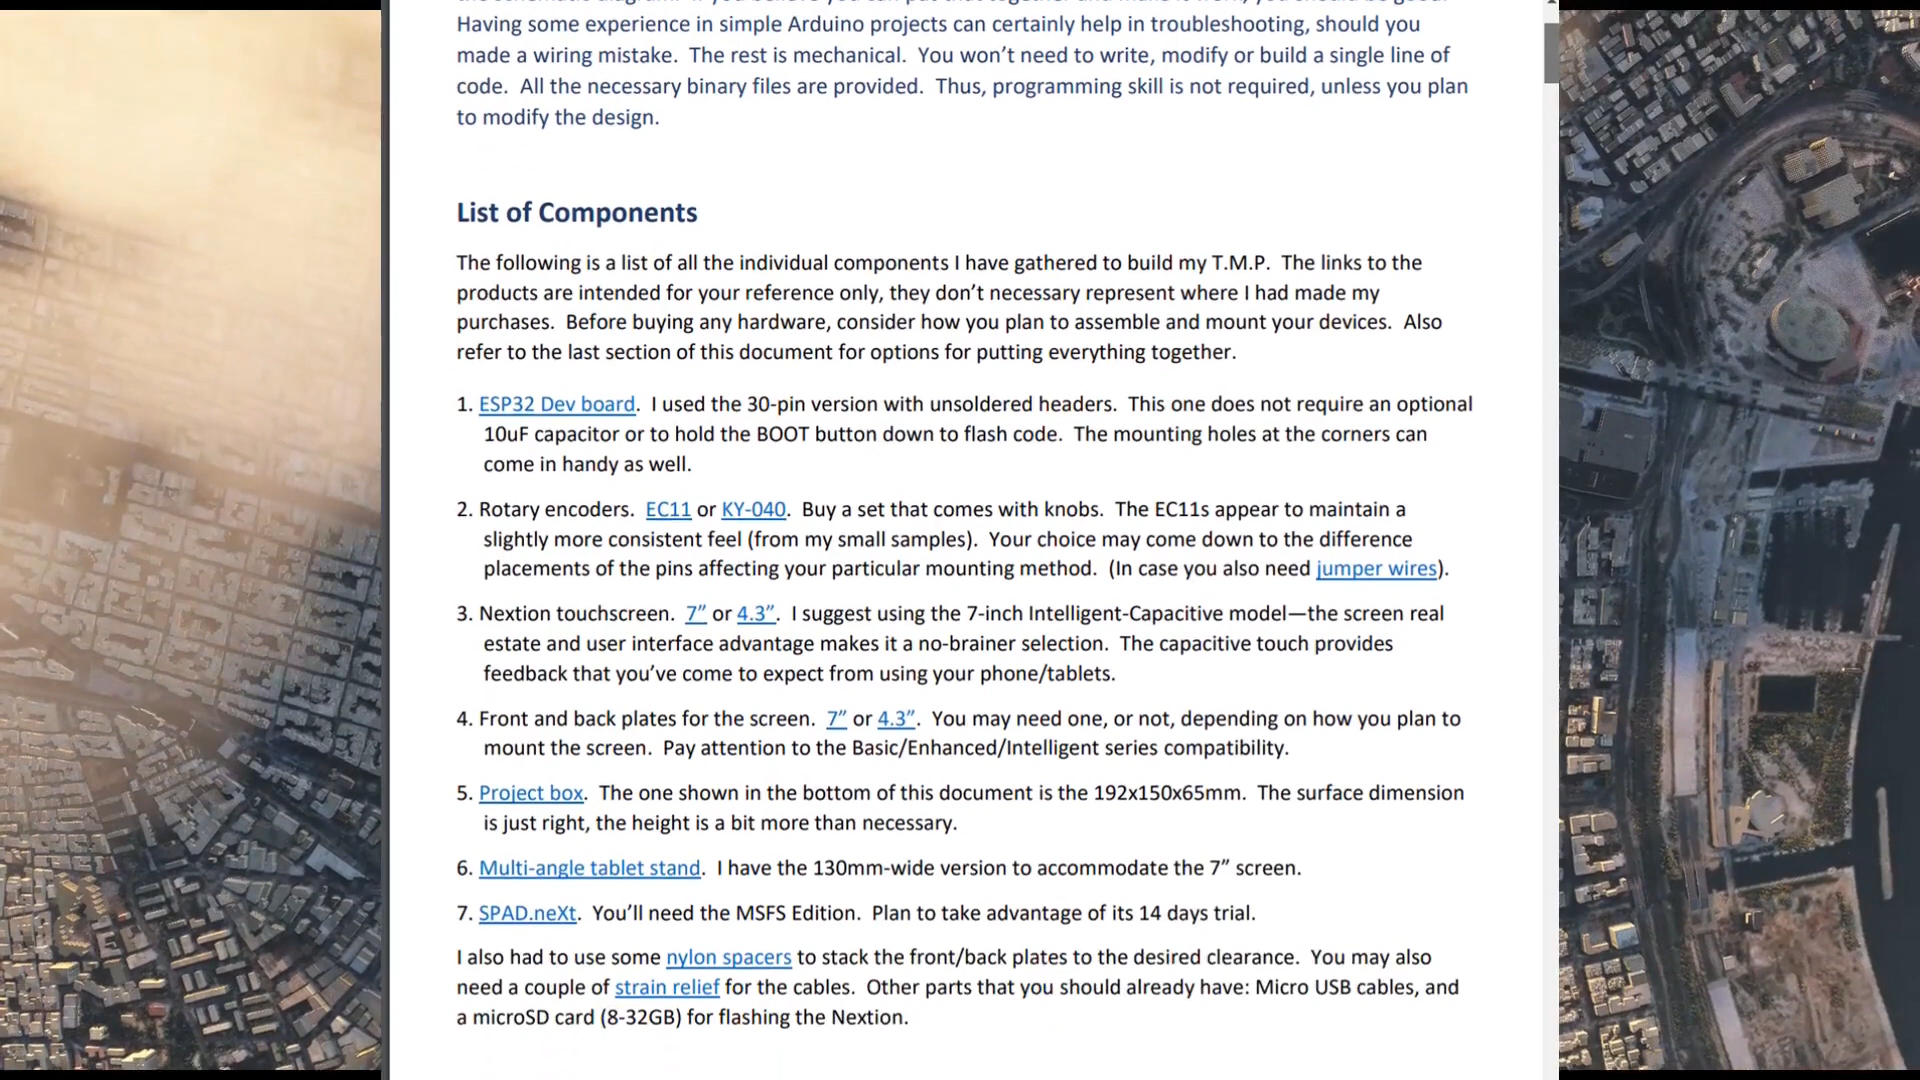 Having some experience in simple Arduino projects can certainly help in troubleshooting, should you
made a wiring mistake.  The rest is mechanical.  You won’t need to write, modify or build a single line of
code.  All the necessary binary files are provided.  Thus, programming skill is not required, unless you plan
to modify the design.
List of Components
The following is a list of all the individual components I have gathered to build my T.M.P.  The links to the
products are intended for your reference only, they don’t necessary represent where I had made my
purchases.  Before buying any hardware, consider how you plan to assemble and mount your devices.  Also
refer to the last section of this document for options for putting everything together.
1. ESP32 Dev board.  I used the 30-pin version with unsoldered headers.  This one does not require an optional
10uF capacitor or to hold the BOOT button down to flash code.  The mounting holes at the corners can
come in handy as well.
2. Rotary encoders.  EC11 or KY-040.  Buy a set that comes with knobs.  The EC11s appear to maintain a
slightly more consistent feel (from my small samples).  Your choice may come down to the difference
placements of the pins affecting your particular mounting method.  (In case you also need jumper wires).
3. Nextion touchscreen.  7” or 4.3”.  I suggest using the 7-inch Intelligent-Capacitive model—the screen real
estate and user interface advantage makes it a no-brainer selection.  The capacitive touch provides
feedback that you’ve come to expect from using your phone/tablets.
4. Front and back plates for the screen.  7” or 4.3”.  You may need one, or not, depending on how you plan to
mount the screen.  Pay attention to the Basic/Enhanced/Intelligent series compatibility.
5. Project box.  The one shown in the bottom of this document is the 192x150x65mm.  The surface dimension
is just right, the height is a bit more than necessary.
6. Multi-angle tablet stand.  I have the 130mm-wide version to accommodate the 7” screen.
7. SPAD.neXt.  You’ll need the MSFS Edition.  Plan to take advantage of its 14 days trial.
I also had to use some nylon spacers to stack the front/back plates to the desired clearance.  You may also
need a couple of strain relief for the cables.  Other parts that you should already have: Micro USB cables, and
a microSD card (8-32GB) for flashing the Nextion.